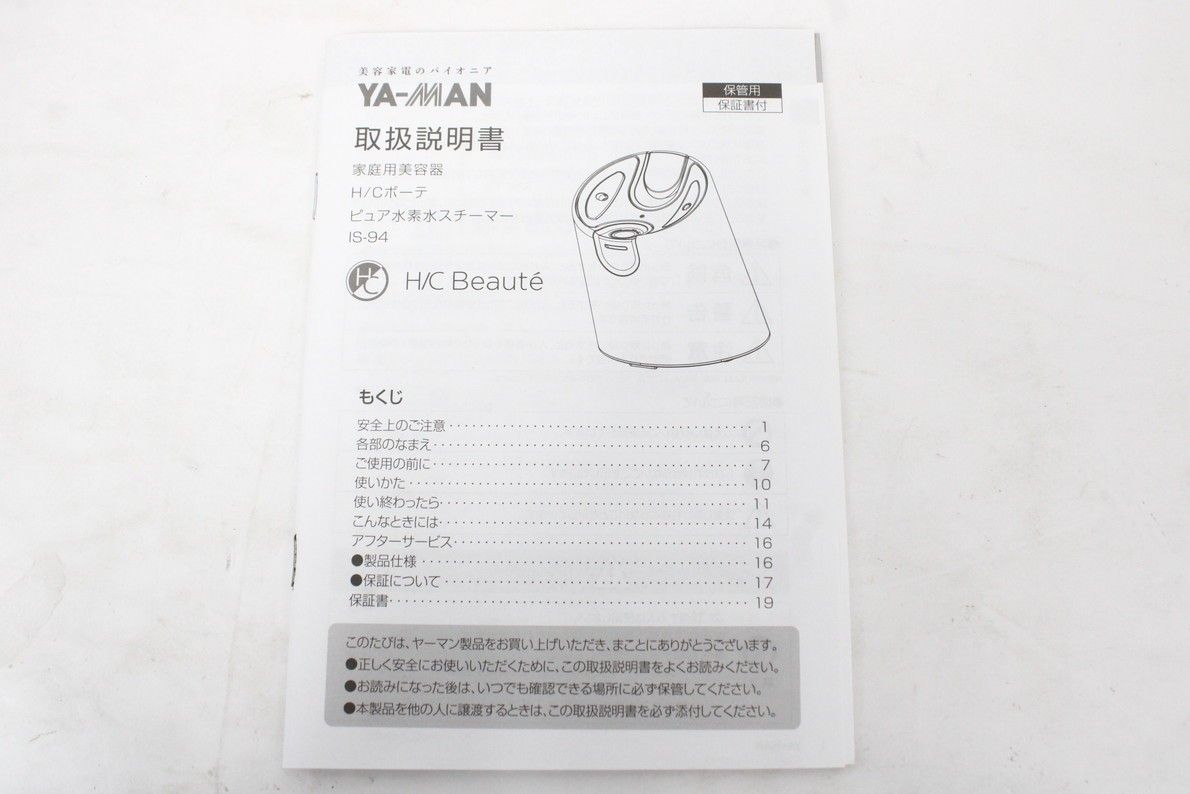 美容家電のパイオニア
YA-MAN
保管用
保証書付
取扱説明書
家庭用美容器
H/Cボーテ
ピュア水素水スチーマー
IS-94
HC
H/C Beauté
もくじ
安全上のご注意 1
各部のなまえ 6
ご使用の前に 7
使いかた 10
使い終わったら 11
こんなときには 14
アフターサービス 16
●製品仕様 16
●保証について 17
保証書 19
このたびは、ヤーマン製品をお買い上げいただき、まことにありがとうございます。
●正しく安全にお使いいただくために、この取扱説明書をよくお読みください。
●お読みになった後は、いつでも確認できる場所に必ず保管してください。
●本製品を他の人に譲渡するときは、この取扱説明書を必ず添付してください。